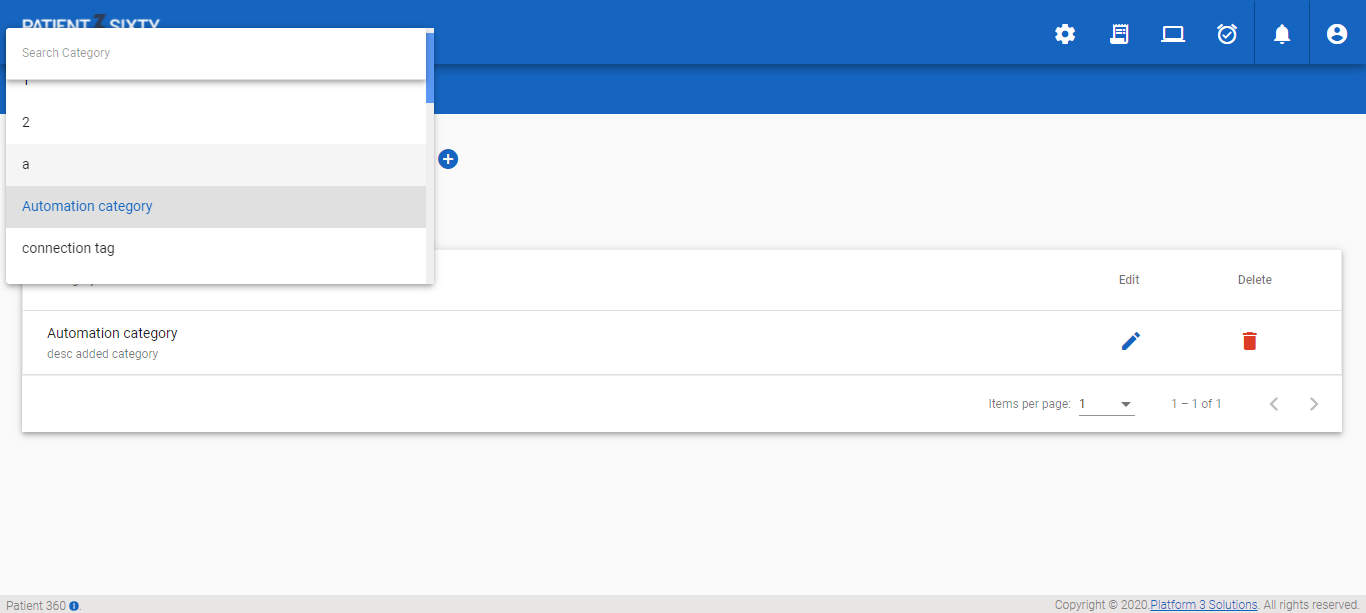 PATIENT 3 SIXTY
Search Category
1
2
a
Automation category
connection tag
Edit
Delete
Automation category
desc added category
Items per page: 1
1 – 1 of 1
Patient 360
Copyright © 2020.Platform 3 Solutions. All rights reserved.